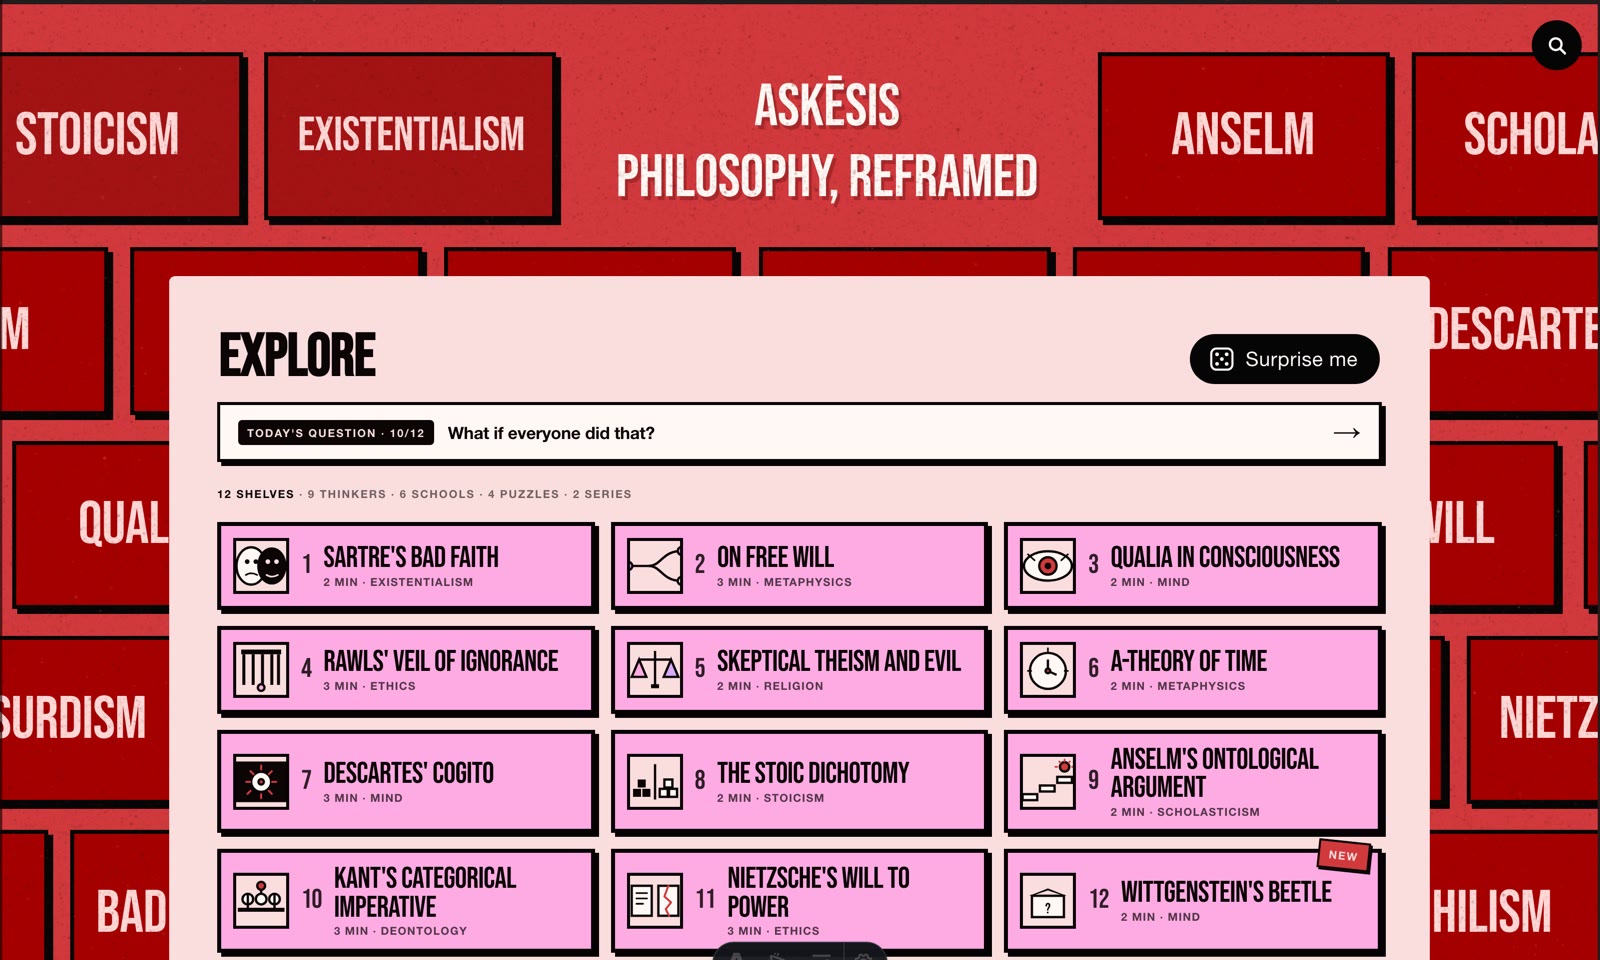 STOICISM
EXISTENTIALISM
ASKĒSIS
PHILOSOPHY, REFRAMED
ANSELM
SCHOLA
M
DESCARTE
EXPLORE
Surprise me
TODAY'S QUESTION · 10/12
What if everyone did that?
→
12 SHELVES · 9 THINKERS · 6 SCHOOLS · 4 PUZZLES · 2 SERIES
QUAL
WILL
1 SARTRE'S BAD FAITH
2 MIN · EXISTENTIALISM
2 ON FREE WILL
3 MIN · METAPHYSICS
3 QUALIA IN CONSCIOUSNESS
2 MIN · MIND
4 RAWLS' VEIL OF IGNORANCE
3 MIN · ETHICS
5 SKEPTICAL THEISM AND EVIL
2 MIN · RELIGION
6 A-THEORY OF TIME
2 MIN · METAPHYSICS
SURDISM
NIETZ
7 DESCARTES' COGITO
3 MIN · MIND
8 THE STOIC DICHOTOMY
2 MIN · STOICISM
9 ANSELM'S ONTOLOGICAL
ARGUMENT
2 MIN · SCHOLASTICISM
BAD
HILISM
10 KANT'S CATEGORICAL
IMPERATIVE
3 MIN · DEONTOLOGY
11 NIETZSCHE'S WILL TO
POWER
3 MIN · ETHICS
NEW
?
12 WITTGENSTEIN'S BEETLE
2 MIN · MIND